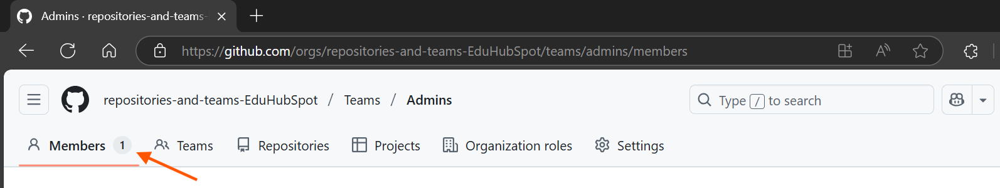 Admins · repositories-and-teams-
https://github.com/orgs/repositories-and-teams-EduHubSpot/teams/admins/members
repositories-and-teams-EduHubSpot / Teams / Admins
Type / to search
Members 1 Teams Repositories Projects Organization roles Settings